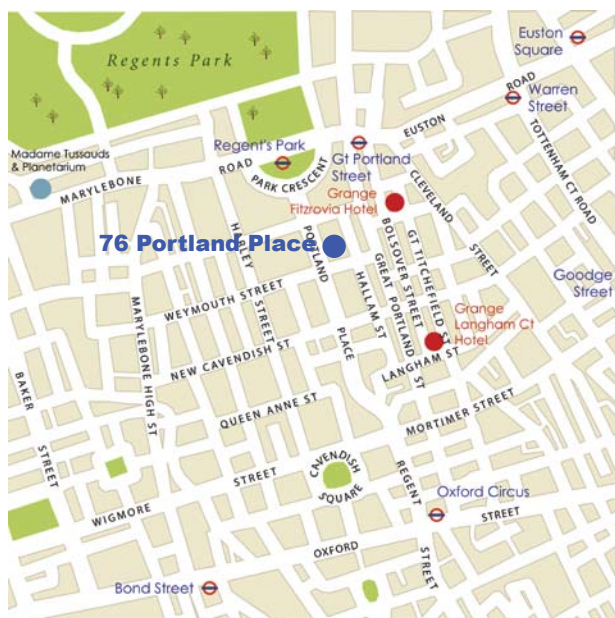 Euston
Square
Regents Park
ROAD
Warren
Street
EUSTON
Regent's Park
Madame Tussauds
& Planetarium
ROAD
Gt Portland
Street
TOTTENHAM CT ROAD
MARYLEBONE
PARK CRESCENT
CLEVELAND
STREET
Grange
Fitzrovia Hotel
76 Portland Place
HARLEY
STREET
PORTLAND
PLACE
BOLSOVER STREET
GT TITCHEFIELD ST
GREAT PORTLAND
ST
HALLAM ST
Goodge
Street
WEYMOUTH STREET
MARYLEBONE HIGH ST
Grange
Langham Ct
Hotel
NEW CAVENDISH ST
LANGHAM ST
BAKER
STREET
QUEEN ANNE ST
MORTIMER STREET
CAVENDISH
SQUARE
REGENT
STREET
WIGMORE
STREET
Oxford Circus
OXFORD
STREET
Bond Street